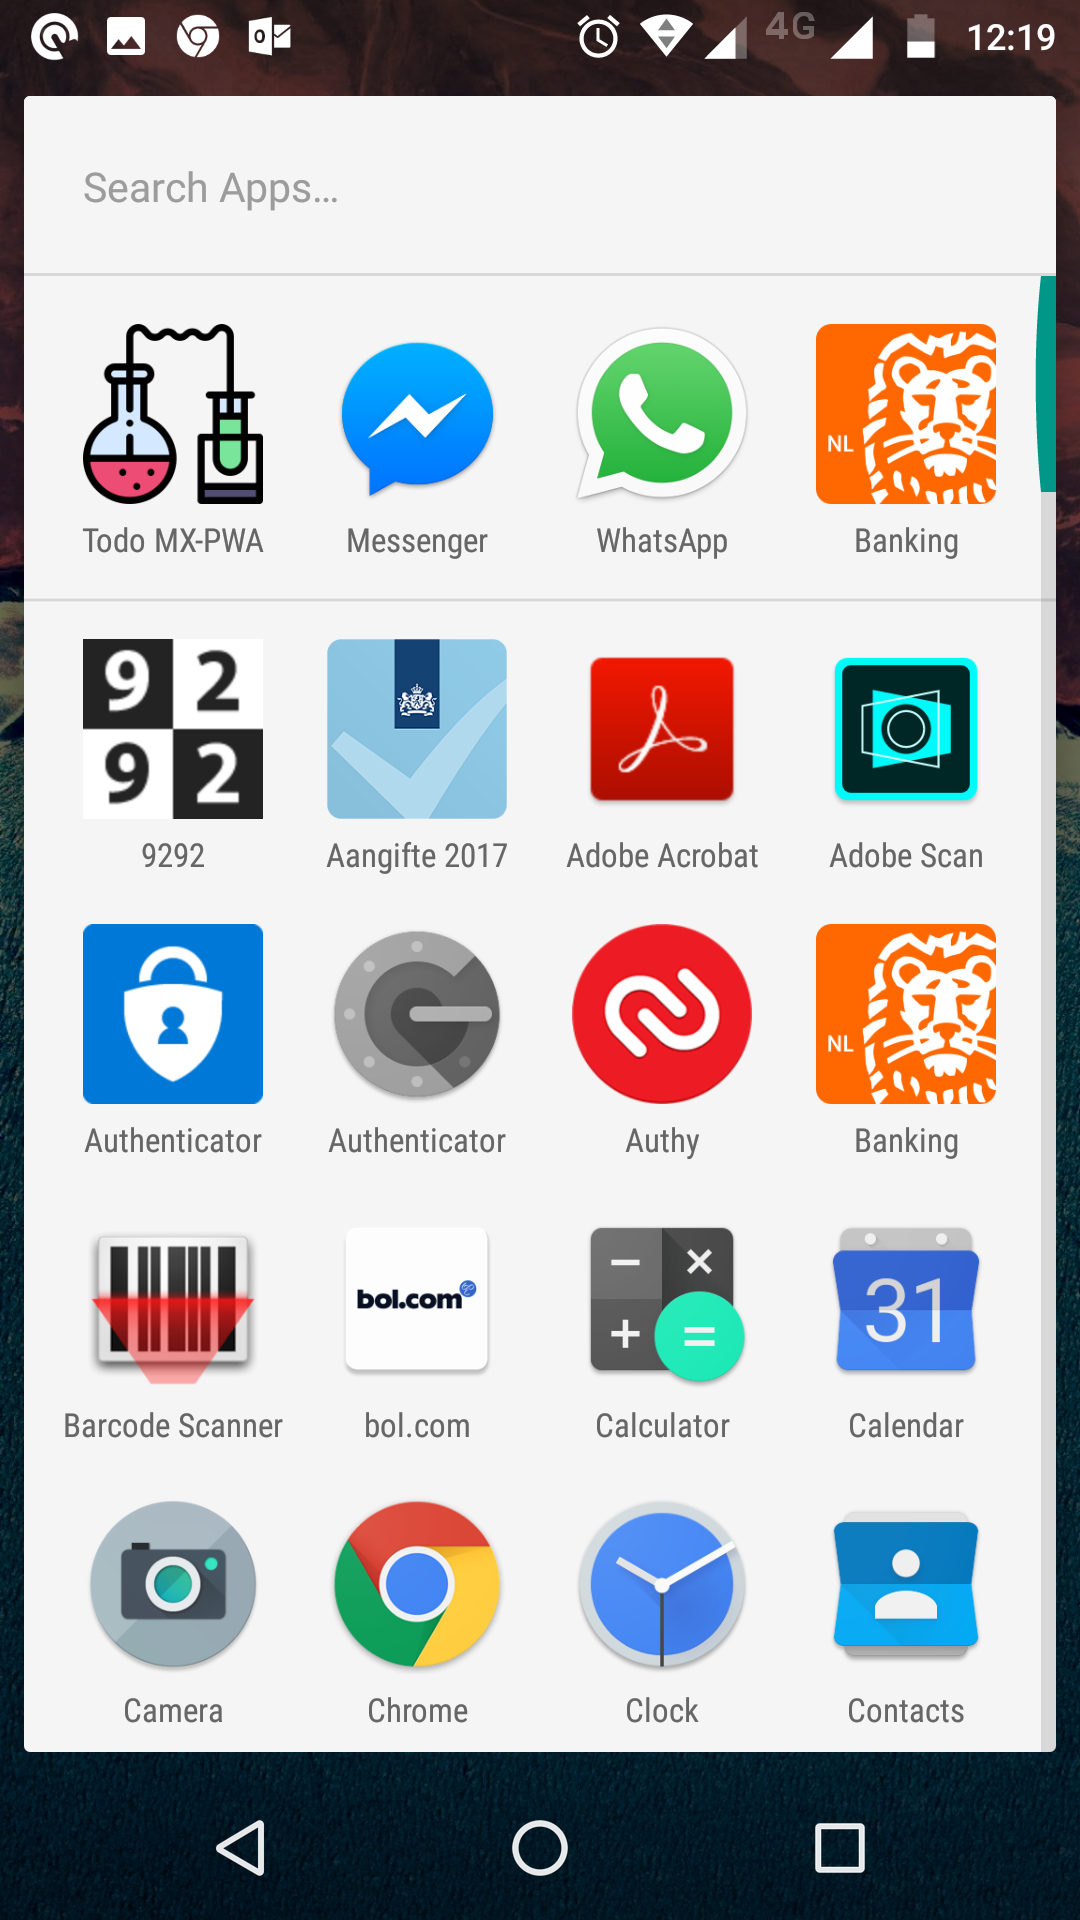 4G 12:19
Search Apps...
Todo MX-PWA Messenger WhatsApp NL Banking
9 2
9 2
9292 Aangifte 2017 Adobe Acrobat Adobe Scan
NL
Authenticator Authenticator Authy Banking
bol.com 31
Barcode Scanner bol.com Calculator Calendar
Camera Chrome Clock Contacts